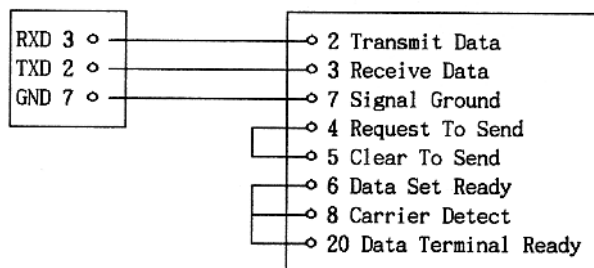 RXD 3
TXD 2
GND 7
2 Transmit Data
3 Receive Data
7 Signal Ground
4 Request To Send
5 Clear To Send
6 Data Set Ready
8 Carrier Detect
20 Data Terminal Ready